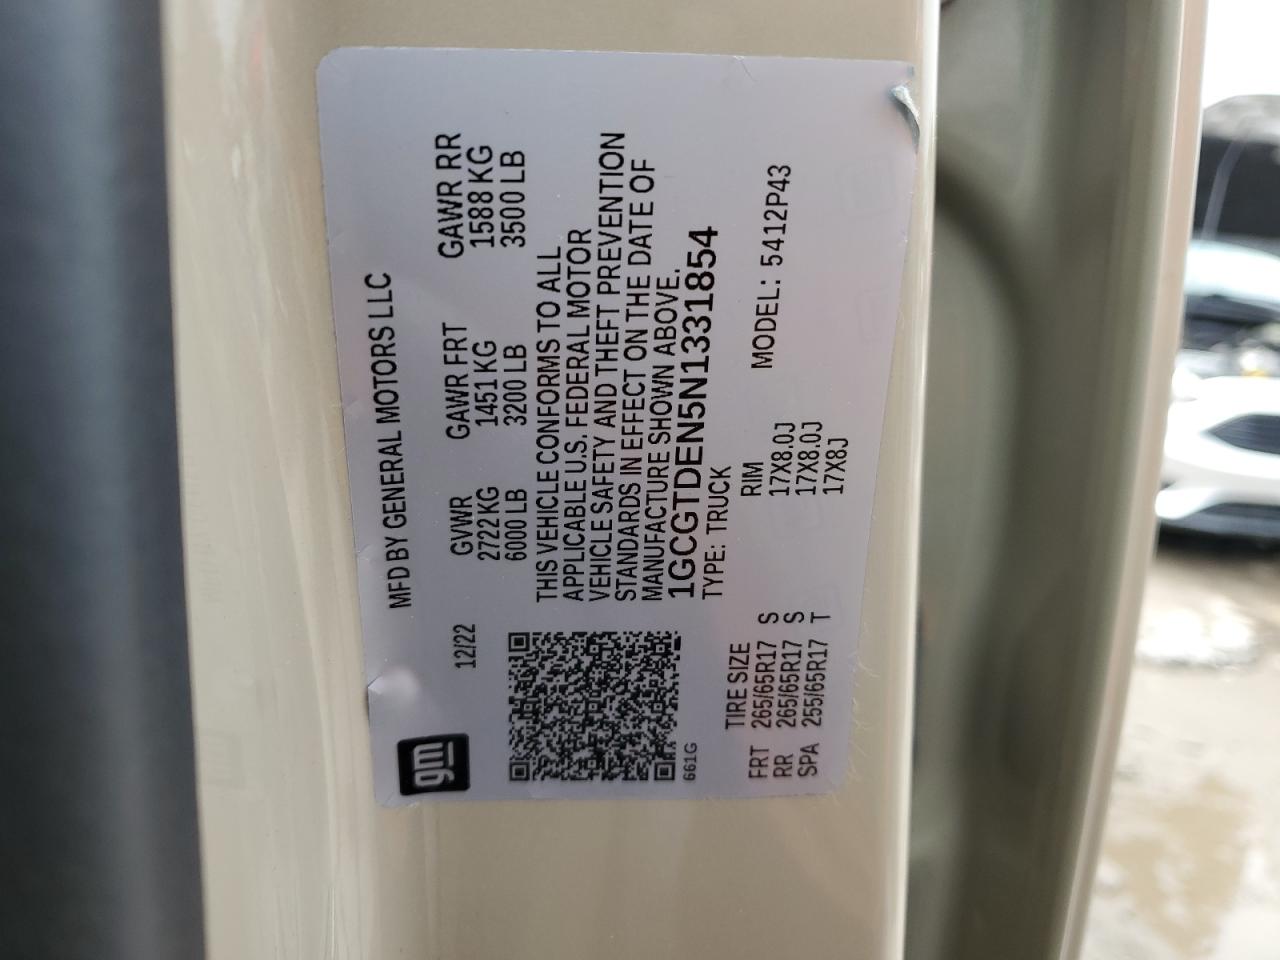 gm
12/22
MFD BY GENERAL MOTORS LLC
GVWR GAWR FRT GAWR RR
2722 KG 1451 KG 1588 KG
6000 LB 3200 LB 3500 LB
THIS VEHICLE CONFORMS TO ALL
APPLICABLE U.S. FEDERAL MOTOR
VEHICLE SAFETY AND THEFT PREVENTION
STANDARDS IN EFFECT ON THE DATE OF
MANUFACTURE SHOWN ABOVE.
1GCGTDEN5N1331854
661G
TYPE: TRUCK
TIRE SIZE RIM MODEL: 5412P43
FRT 265/65R17 S 17X8.0J
RR 265/65R17 S 17X8.0J
SPA 255/65R17 T 17X8J